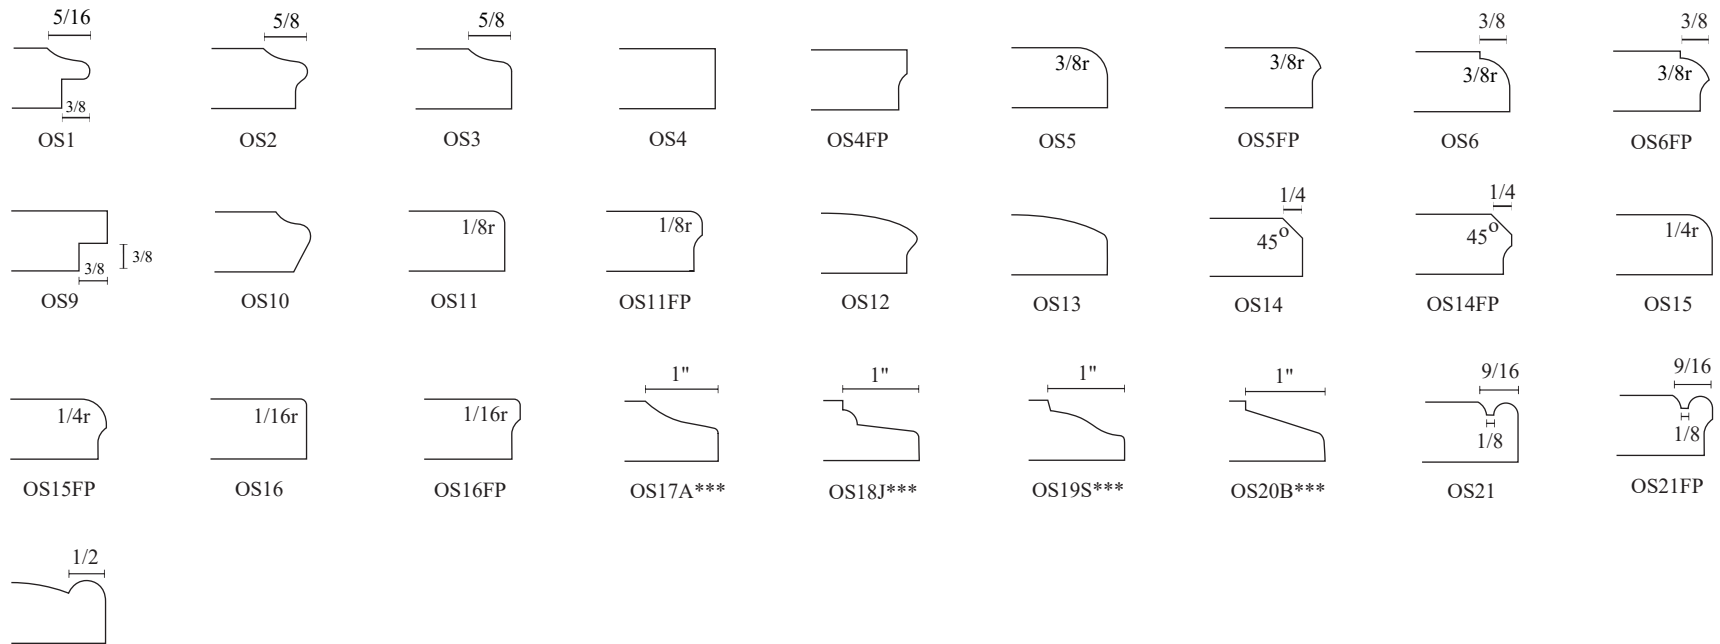 5/16 5/8 5/8 3/8 3/8
3/8r 3/8r 3/8r 3/8r
3/8
OS1 OS2 OS3 OS4 OS4FP OS5 OS5FP OS6 OS6FP
1/4 1/4
1/8r 1/8r 45° 45° 1/4r
3/8 3/8
OS9 OS10 OS11 OS11FP OS12 OS13 OS14 OS14FP OS15
1" 1" 1" 1" 9/16 9/16
1/4r 1/16r 1/16r 1/8 1/8
OS15FP OS16 OS16FP OS17A*** OS18J*** OS19S*** OS20B*** OS21 OS21FP
1/2